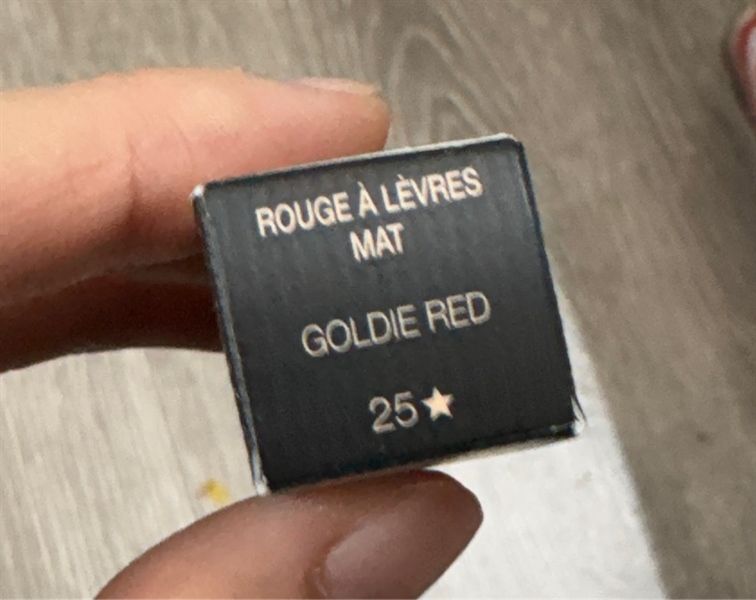 ROUGE À LÈVRES
MAT
GOLDIE RED
25★